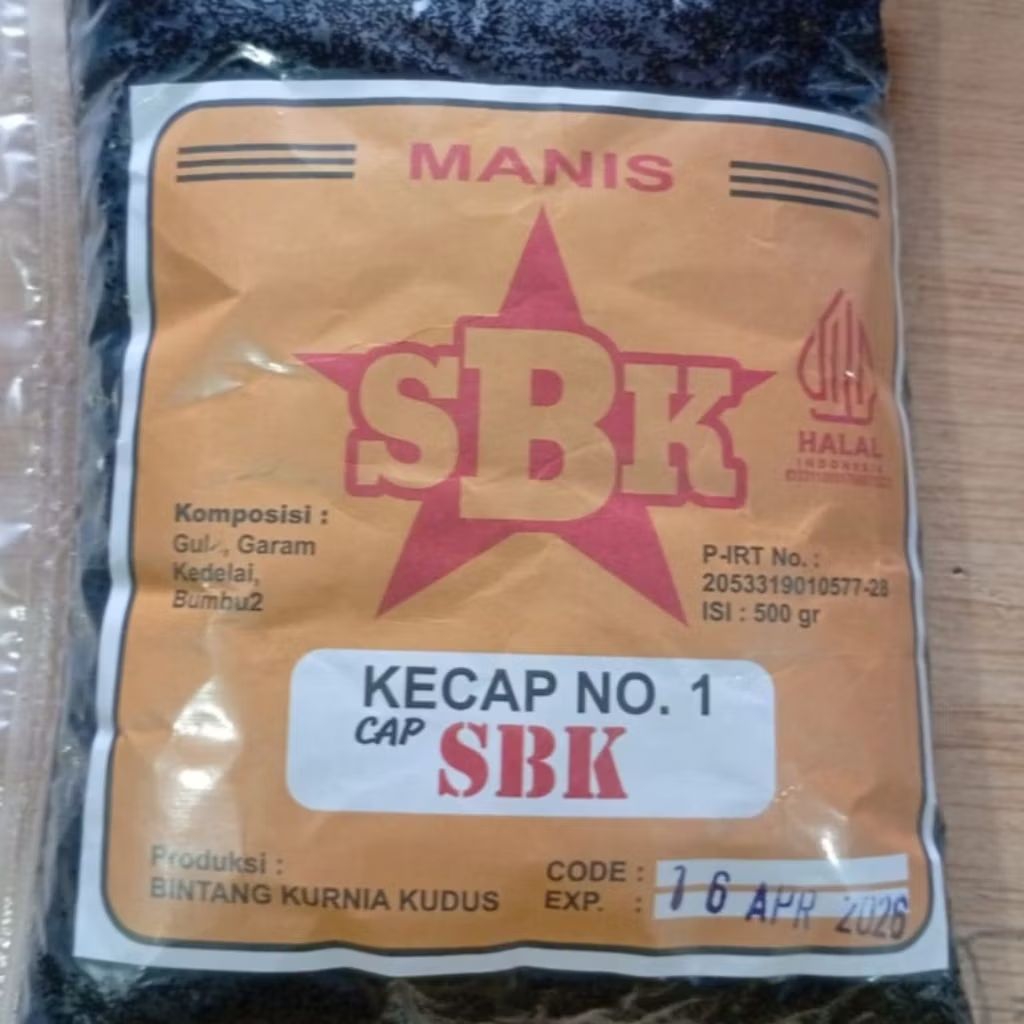 MANIS
SBK
HALAL
INDONESIA
Komposisi :
Gula, Garam
Kedelai,
Bumbu2
P-IRT No. :
2053319010577-28
ISI : 500 gr
KECAP NO. 1
CAP SBK
Produksi :
BINTANG KURNIA KUDUS
CODE :
EXP. : 16 APR 2026